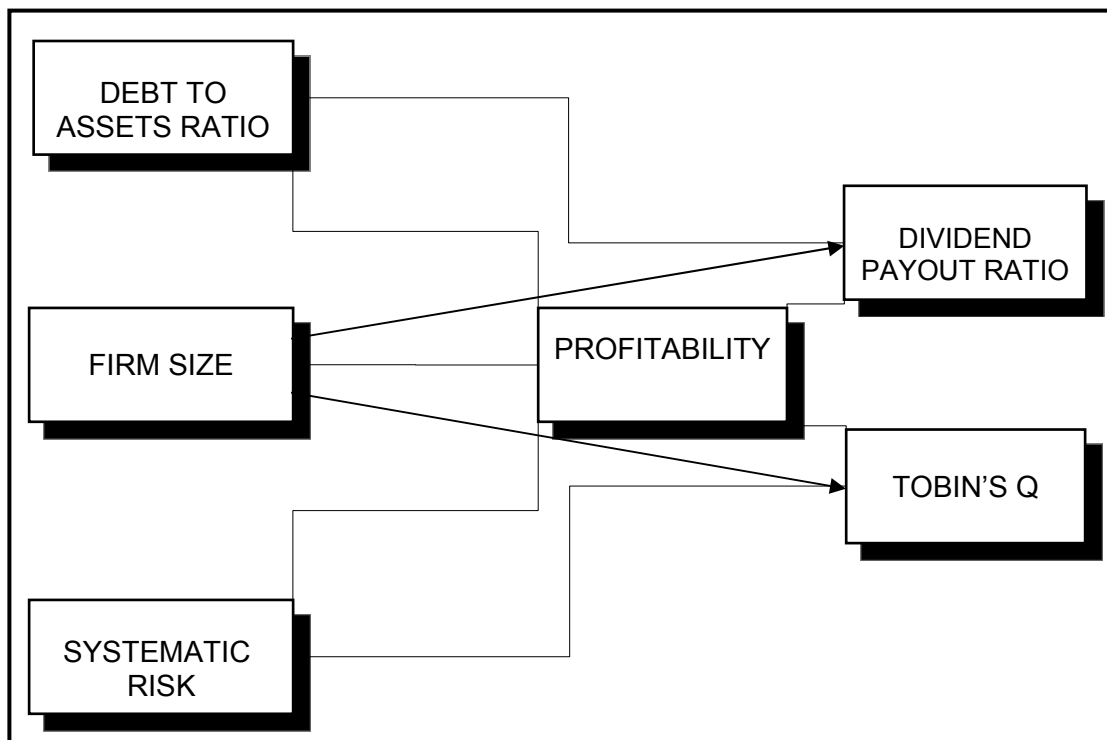 DEBT TO
ASSETS RATIO
DIVIDEND
PAYOUT RATIO
FIRM SIZE
PROFITABILITY
TOBIN’S Q
SYSTEMATIC
RISK